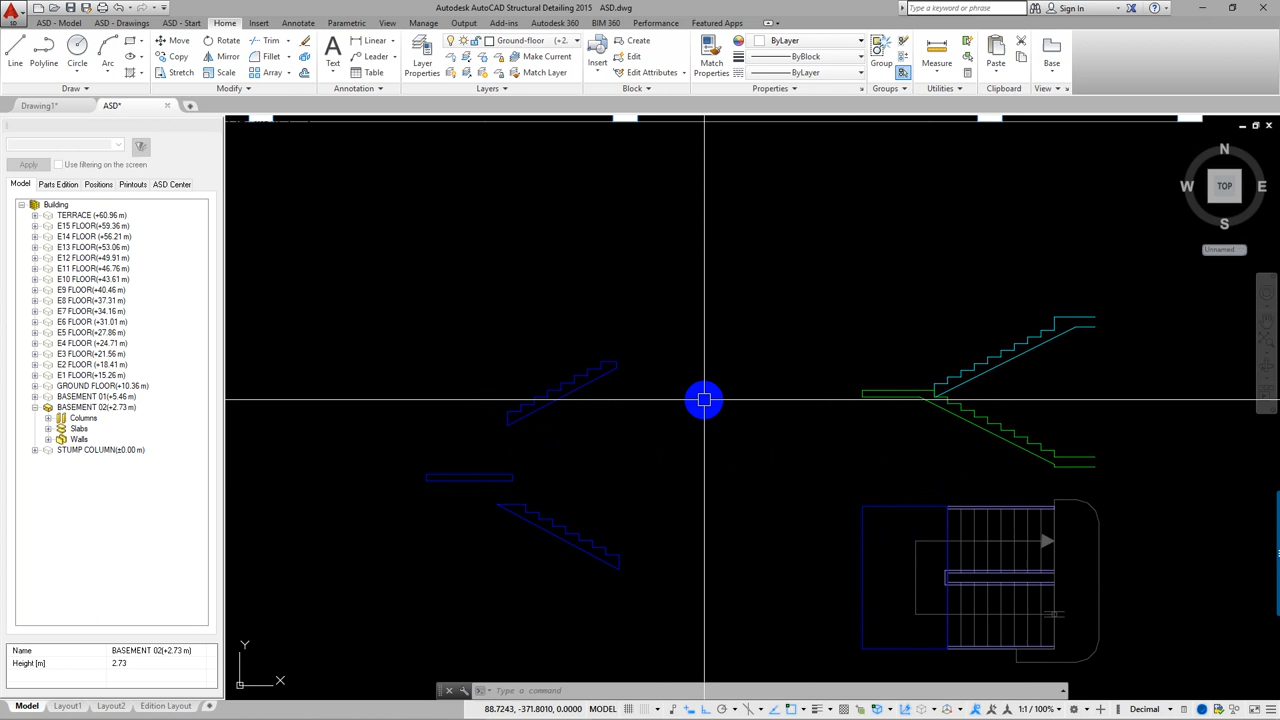 Autodesk AutoCAD Structural Detailing 2015 ASD.dwg
Type a keyword or phrase
Sign In
ASD - Model
ASD - Drawings
ASD - Start
Home
Insert
Annotate
Parametric
View
Manage
Output
Add-ins
Autodesk 360
BIM 360
Performance
Featured Apps
Line
Polyline
Circle
Arc
Move
Rotate
Trim
Copy
Mirror
Fillet
Stretch
Scale
Array
Text
Linear
Leader
Table
Layer
Properties
Ground-floor (+2.
Make Current
Match Layer
Insert
Create
Edit
Edit Attributes
Match
Properties
ByLayer
ByBlock
ByLayer
Group
Measure
Paste
Base
Draw
Modify
Annotation
Layers
Block
Properties
Groups
Utilities
Clipboard
View
Drawing1*
ASD*
Apply
Use filtering on the screen
Model
Parts Edition
Positions
Printouts
ASD Center
Building
TERRACE (+60.96 m)
E15 FLOOR(+59.36 m)
E14 FLOOR (+56.21 m)
E13 FLOOR(+53.06 m)
E12 FLOOR(+49.91 m)
E11 FLOOR(+46.76 m)
E10 FLOOR(+43.61 m)
E9 FLOOR(+40.46 m)
E8 FLOOR(+37.31 m)
E7 FLOOR(+34.16 m)
E6 FLOOR (+31.01 m)
E5 FLOOR(+27.86 m)
E4 FLOOR(+24.71 m)
E3 FLOOR(+21.56 m)
E2 FLOOR (+18.41 m)
E1 FLOOR(+15.26 m)
GROUND FLOOR(+10.36 m)
BASEMENT 01(+5.46 m)
BASEMENT 02(+2.73 m)
Columns
Slabs
Walls
STUMP COLUMN(±0.00 m)
N
W
TOP
E
S
Unnamed
Y
X
Name BASEMENT 02(+2.73 m)
Height [m] 2.73
Type a command
Model
Layout1
Layout2
Edition Layout
88.7243, -371.8010, 0.0000
MODEL
1:1 / 100%
Decimal